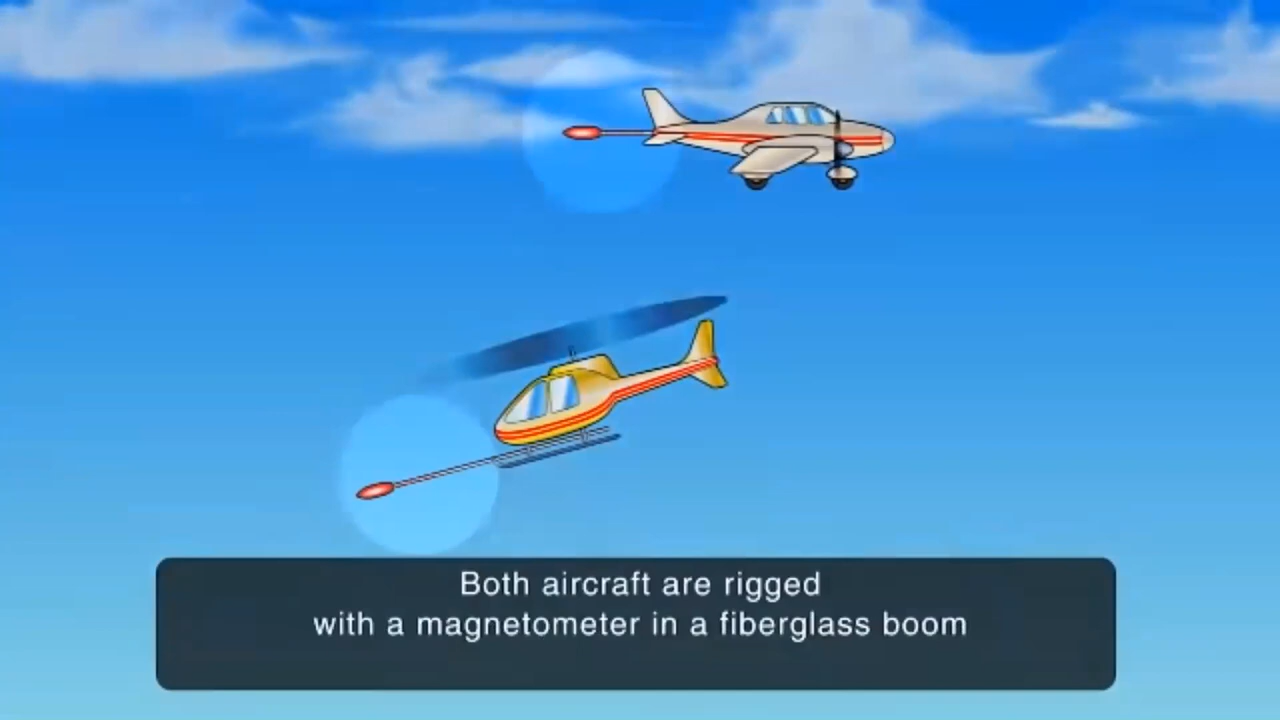 Both aircraft are rigged
with a magnetometer in a fiberglass boom